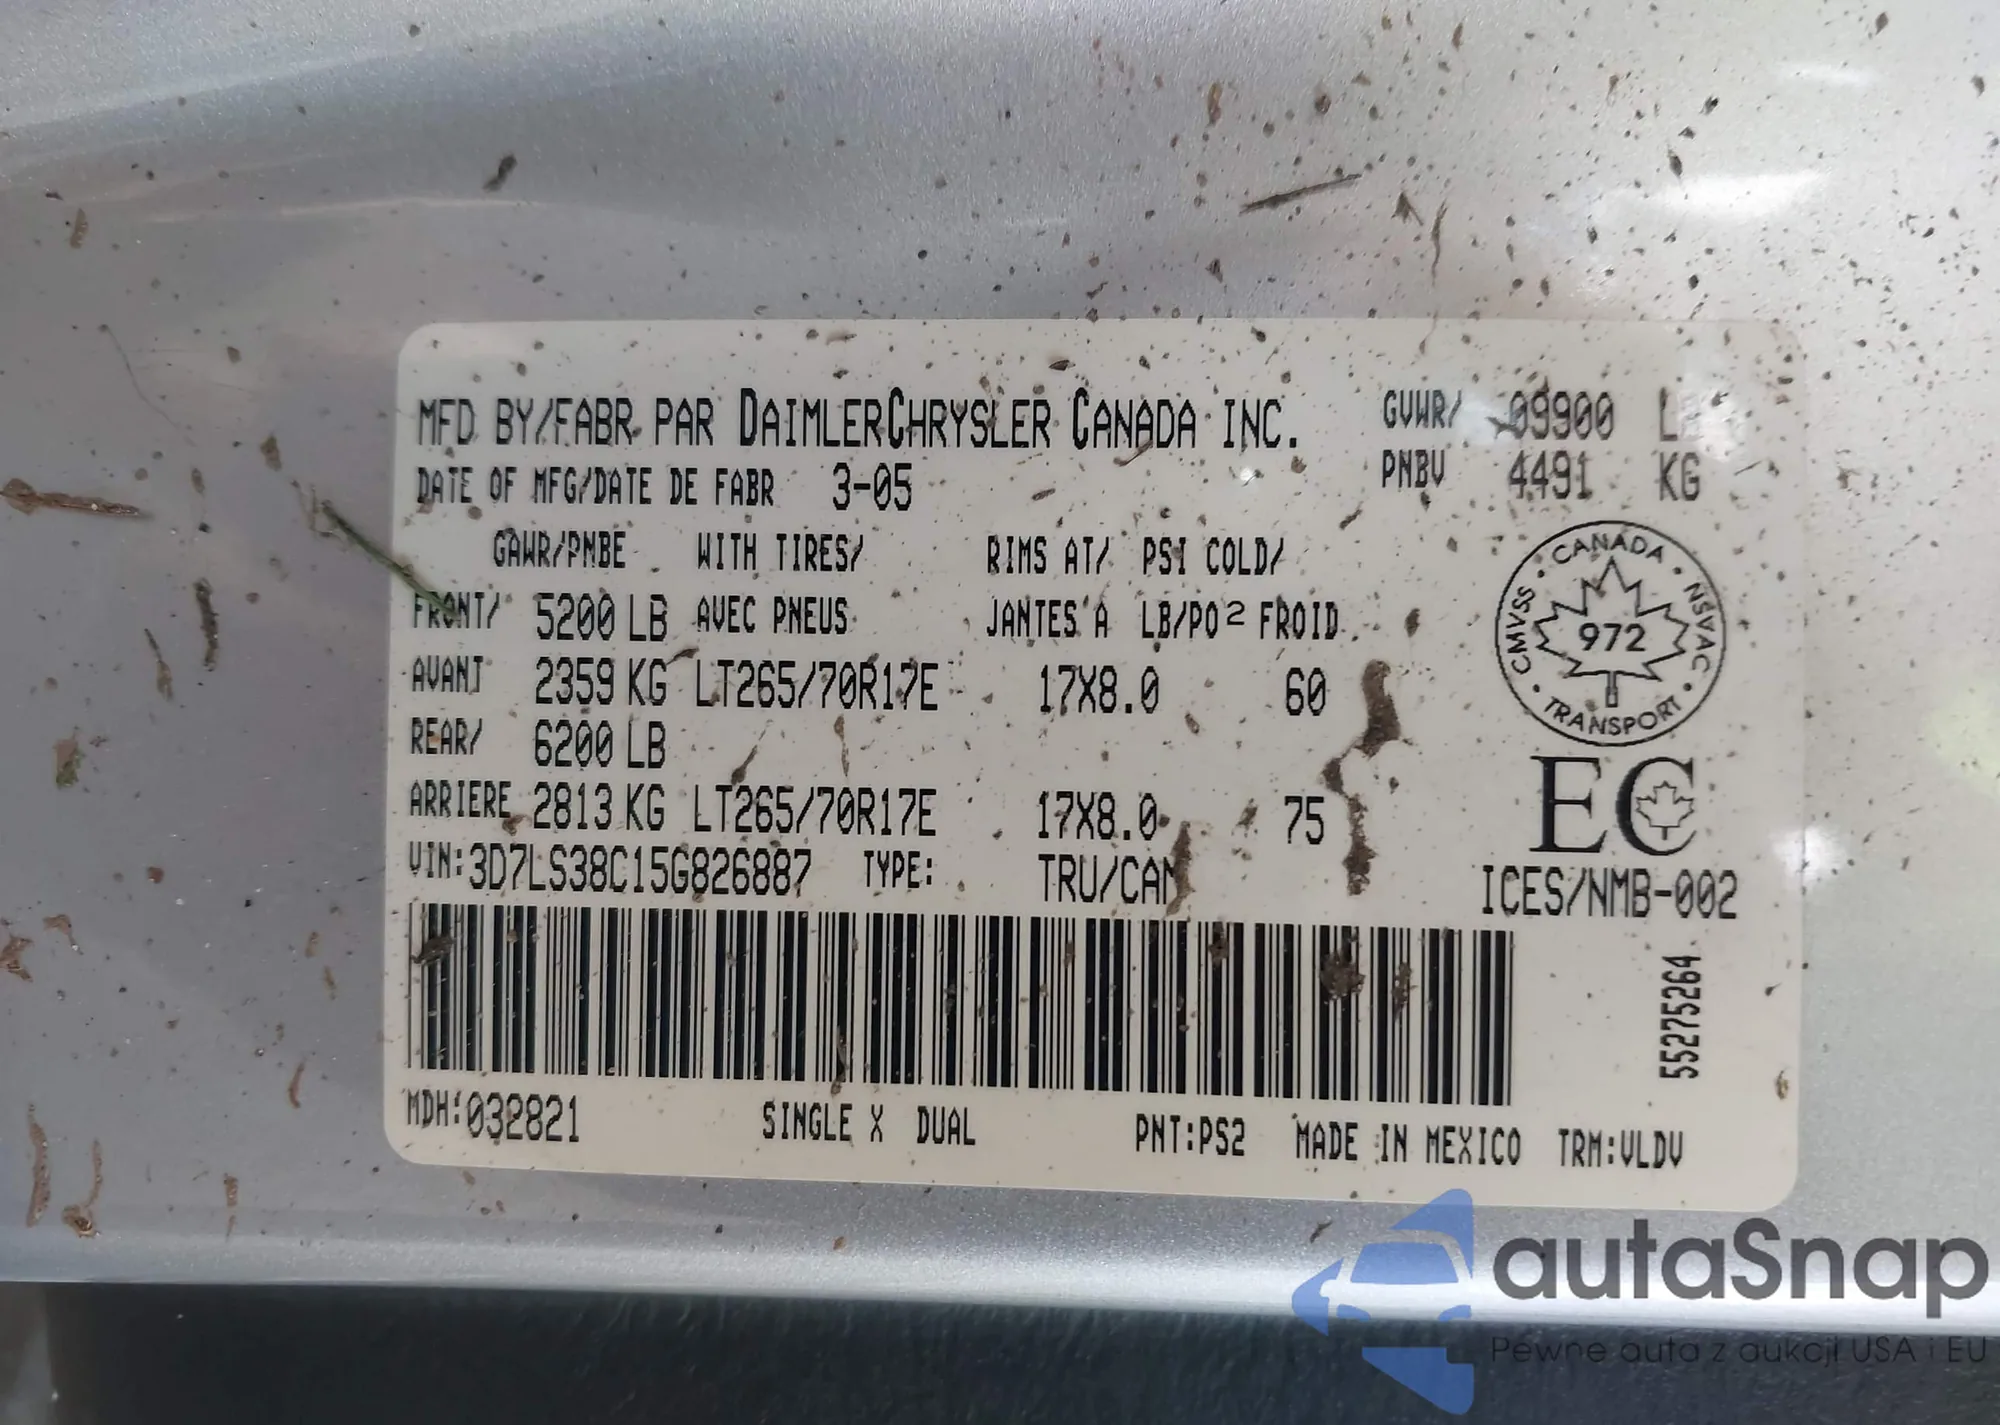 MFD BY/FABR PAR DAIMLERCHRYSLER CANADA INC.
GVWR/ 09900
PNBV 4491 KG
DATE OF MFG/DATE DE FABR 3-05
GAWR/PNBE WITH TIRES/ RIMS AT/ PSI COLD/
FRONT/ 5200 LB AVEC PNEUS JANTES A LB/PO2 FROID
AVANT 2359 KG LT265/70R17E 17X8.0 60
REAR/ 6200 LB
ARRIERE 2813 KG LT265/70R17E 17X8.0 75
VIN:3D7LS38C15G826887 TYPE: TRU/CAM
CANADA · NSVAC · TRANSPORT · CMVSS ·
972
EC
ICES/NMB-002
55275264
MDH:032821 SINGLE X DUAL PNT:PS2 MADE IN MEXICO TRM:VLDV
autaSnap
Pewne auta z aukcji USA i EU